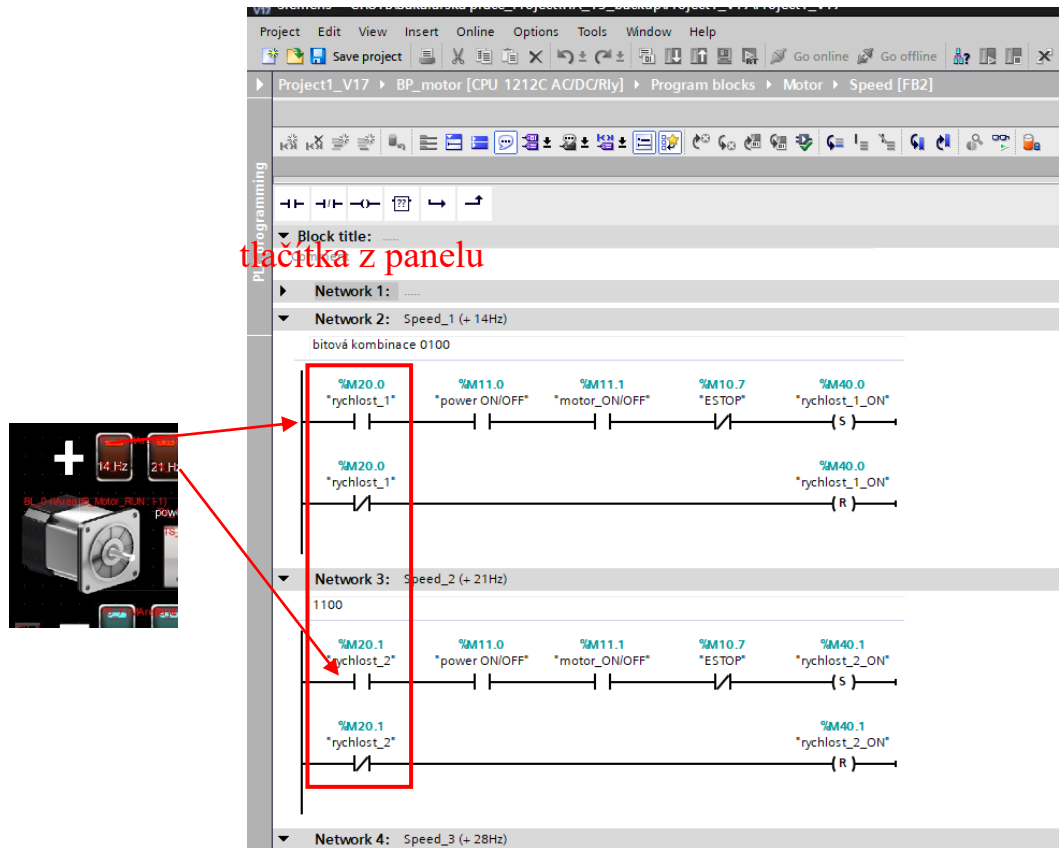 Project Edit View Insert Online Options Tools Window Help
Save project Go online Go offline
Project1_V17 BP_motor [CPU 1212C AC/DC/Rly] Program blocks Motor Speed [FB2]
Block title: .....
tlačítka z panelu
Network 1: .....
Network 2: Speed_1 (+ 14Hz)
bitová kombinace 0100
%M20.0 %M11.0 %M11.1 %M10.7 %M40.0
"rychlost_1" "power ON/OFF" "motor_ON/OFF" "ESTOP" "rychlost_1_ON"
S
%M20.0 %M40.0
"rychlost_1" "rychlost_1_ON"
R
Network 3: Speed_2 (+ 21Hz)
1100
%M20.1 %M11.0 %M11.1 %M10.7 %M40.1
"rychlost_2" "power ON/OFF" "motor_ON/OFF" "ESTOP" "rychlost_2_ON"
S
%M20.1 %M40.1
"rychlost_2" "rychlost_2_ON"
R
Network 4: Speed_3 (+ 28Hz)
+
14 Hz 21 H